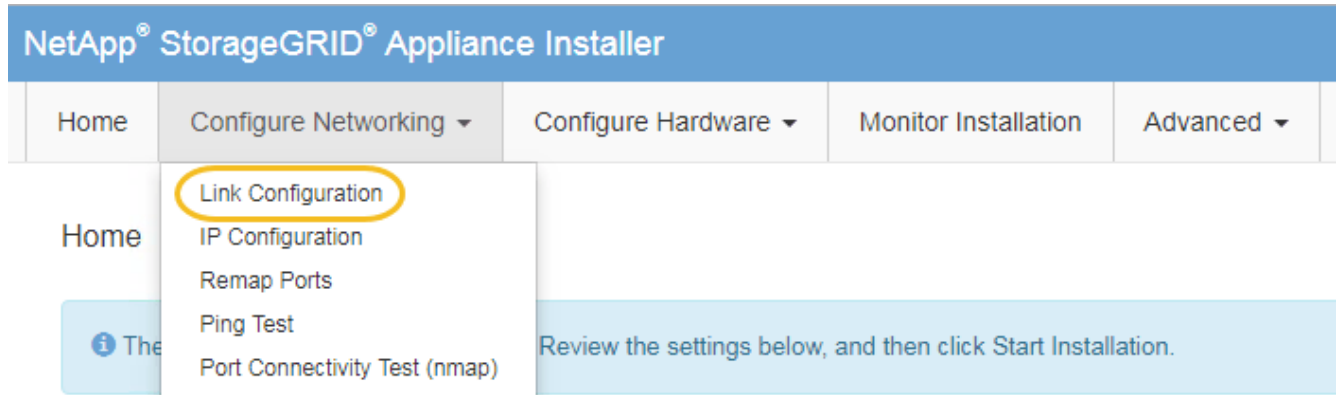 NetApp® StorageGRID® Appliance Installer
Home Configure Networking Configure Hardware Monitor Installation Advanced
Link Configuration
Home IP Configuration
Remap Ports
Ping Test
The Review the settings below, and then click Start Installation.
Port Connectivity Test (nmap)